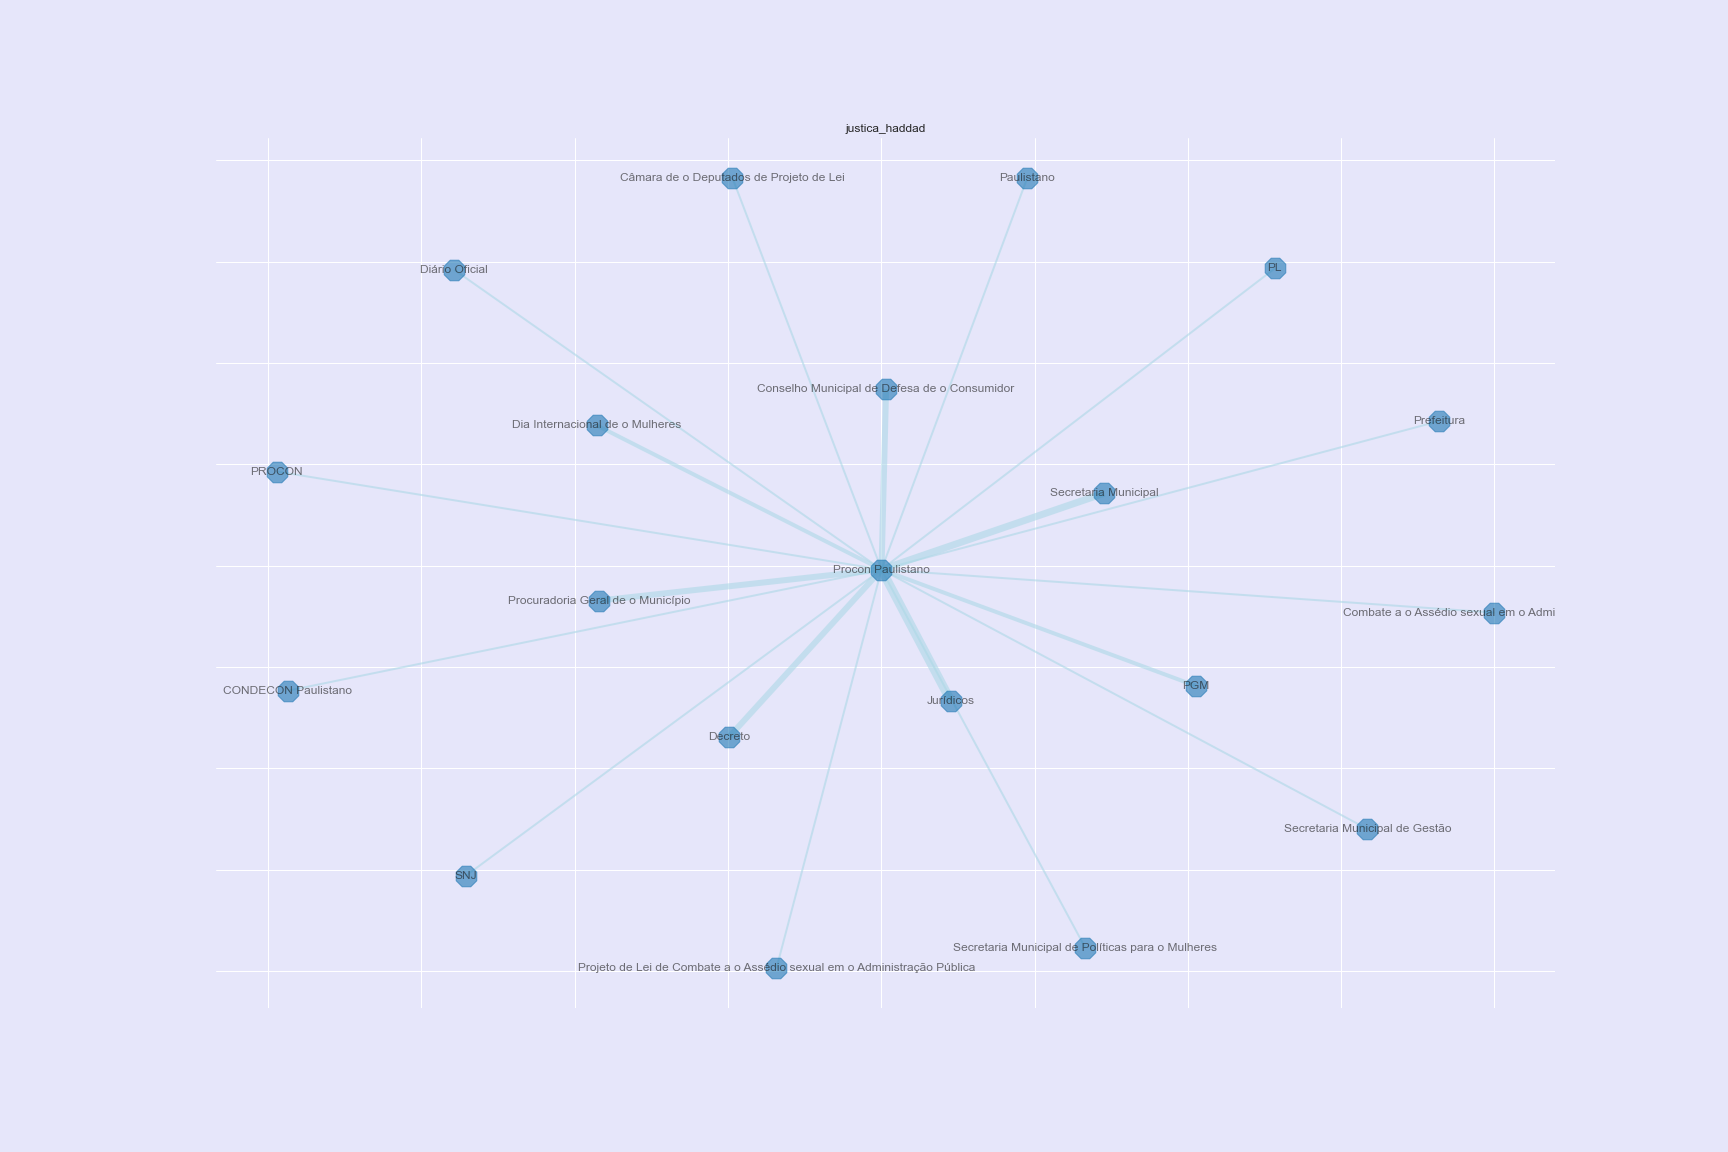 justica_haddad
Câmara de o Deputados de Projeto de Lei
Paulistano
Diário Oficial
PL
Conselho Municipal de Defesa de o Consumidor
Dia Internacional de o Mulheres
Prefeitura
PROCON
Secretaria Municipal
Procon Paulistano
Procuradoria Geral de o Município
Combate a o Assédio sexual em o Admi
CONDECON Paulistano
PGM
Jurídicos
Decreto
Secretaria Municipal de Gestão
SNJ
Secretaria Municipal de Políticas para o Mulheres
Projeto de Lei de Combate a o Assédio sexual em o Administração Pública